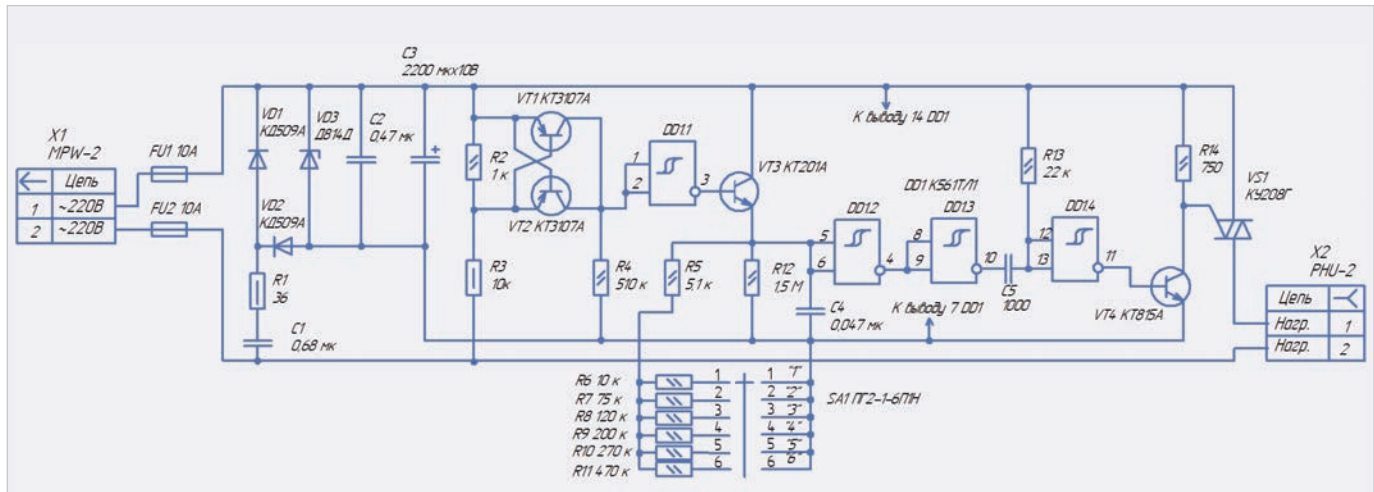 C3
2200 мкх10В
VD1
КД509А
VD3
Д814Д
C2
0,47 мк
+
VT1 КТ3107А
К выводу 14 DD1
X1
MPW-2
Цепь
1 ~220В
2 ~220В
FU1 10А
FU2 10А
R2
1 к
DD1.1
1
2
3
VT3 КТ201А
R13
22 к
R14
750
VS1
КУ208Г
VD2
КД509А
VT2 КТ3107А
DD1 К561ТЛ1
DD1.2
DD1.3
DD1.4
5
6
4
8
9
10
12
13
11
R1
36
R3
10к
R4
510 к
R5
5,1 к
R12
1,5 М
C5
1000
VT4 КТ815А
X2
PHU-2
Цепь
Нагр. 1
Нагр. 2
C1
0,68 мк
C4
0,047 мк
К выводу 7 DD1
R6 10 к 1 1 "1"
R7 75 к 2 2 "2"
R8 120 к 3 3 "3"
R9 200 к 4 4 "4"
R10 270 к 5 5 "5"
R11 470 к 6 6 6"
SA1 ПГ2-1-6П1Н